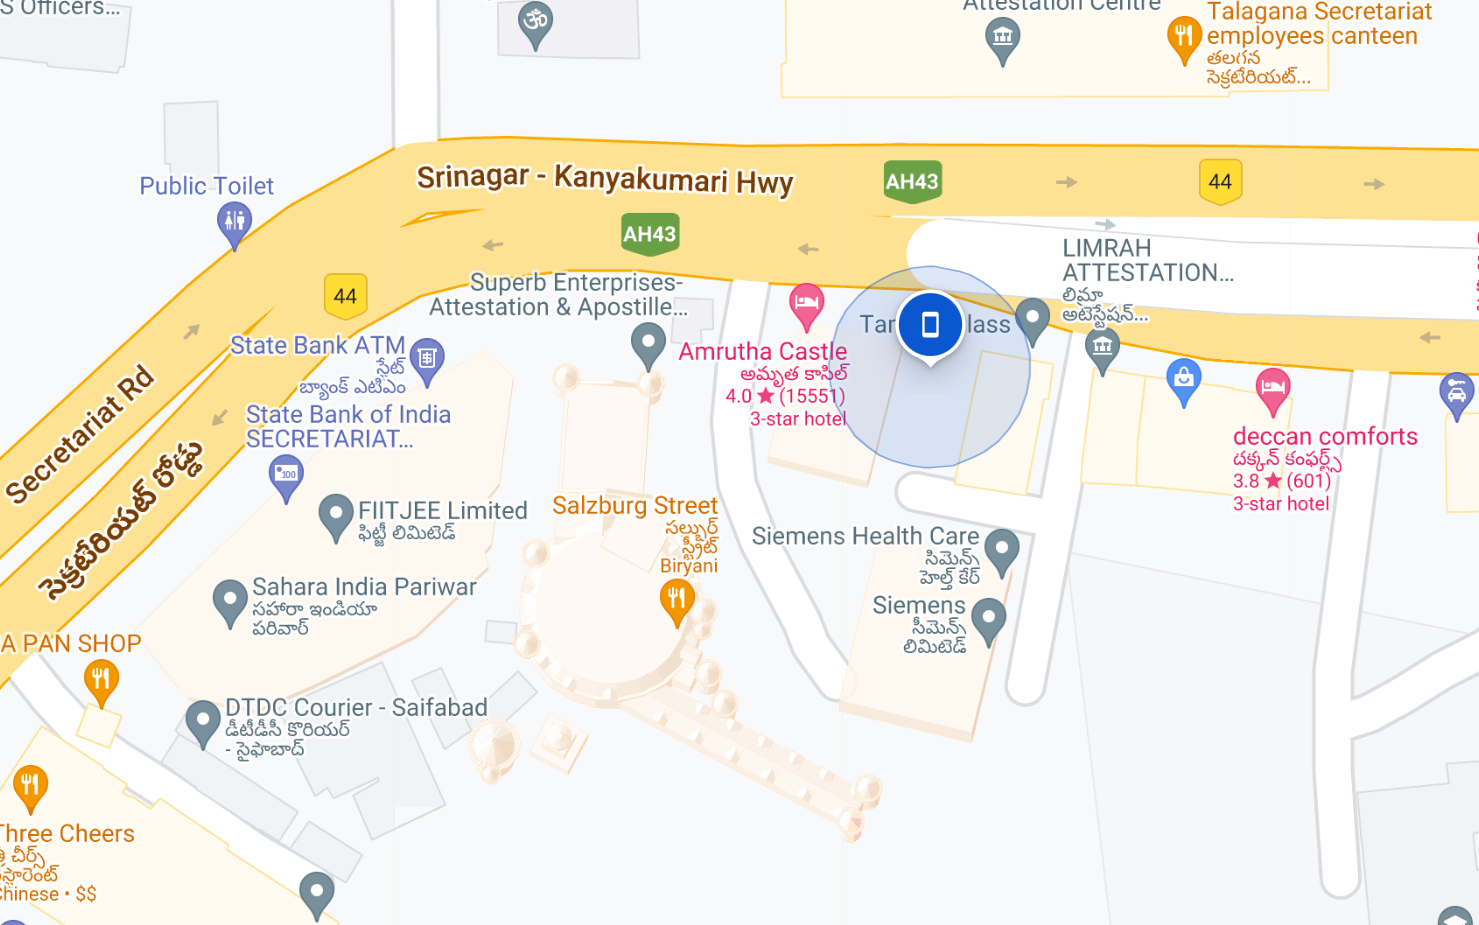 S Officers...
Attestation Centre
Talagana Secretariat
employees canteen
తలగన
సెక్రటేరియట్...
Public Toilet
Srinagar - Kanyakumari Hwy
AH43
44
AH43
44
LIMRAH
ATTESTATION...
లిమ్రా
అటెస్టేషన్...
Superb Enterprises-
Attestation & Apostille...
State Bank ATM
స్టేట్
బ్యాంక్ ఎటిఎం
Amrutha Castle
అమృత కాసిల్
4.0 ★ (15551)
3-star hotel
State Bank of India
SECRETARIAT...
100
deccan comforts
దక్కన్ కంఫర్ట్స్
3.8 ★ (601)
3-star hotel
Secretariat Rd
సెక్రటేరియట్ రోడ్డు
FIITJEE Limited
ఫిట్జీ లిమిటెడ్
Salzburg Street
సల్బుర్
స్ట్రీట్
Biryani
Siemens Health Care
సిమెన్స్
హెల్త్ కేర్
Sahara India Pariwar
సహారా ఇండియా
పరివార్
Siemens
సీమెన్స్
లిమిటెడ్
A PAN SHOP
DTDC Courier - Saifabad
డీటీడీసీ కొరియర్
- సైఫాబాద్
Three Cheers
చీర్స్
Chinese • $$